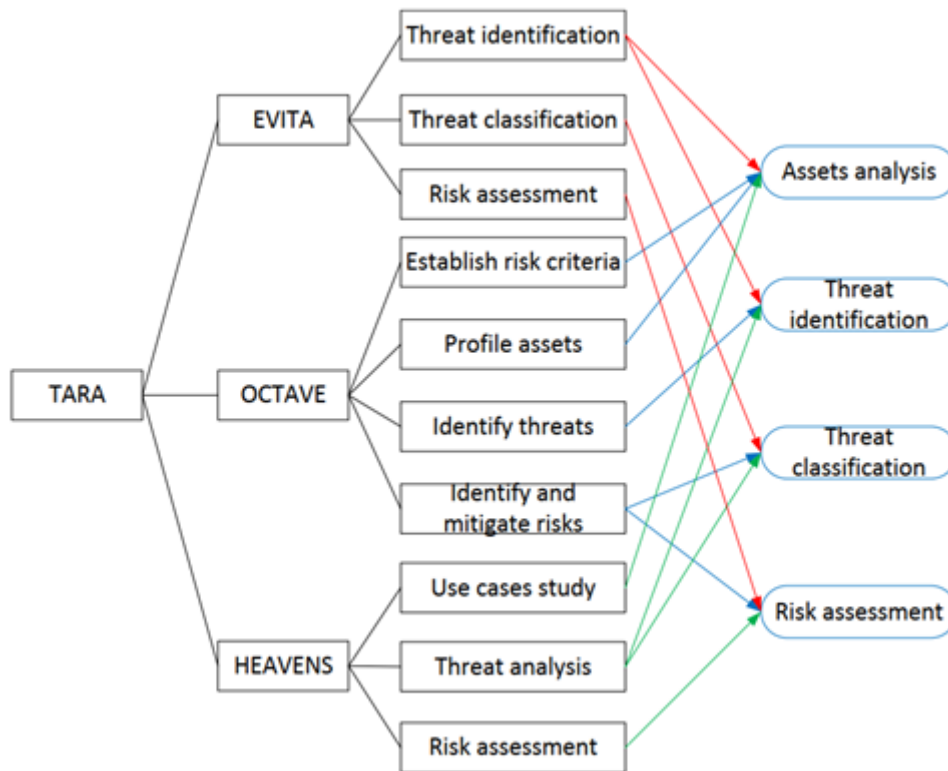 Threat identification
EVITA
Threat classification
Assets analysis
Risk assessment
Establish risk criteria
Threat
identification
Profile assets
TARA
OCTAVE
Identify threats
Threat
classification
Identify and
mitigate risks
Use cases study
Risk assessment
HEAVENS
Threat analysis
Risk assessment